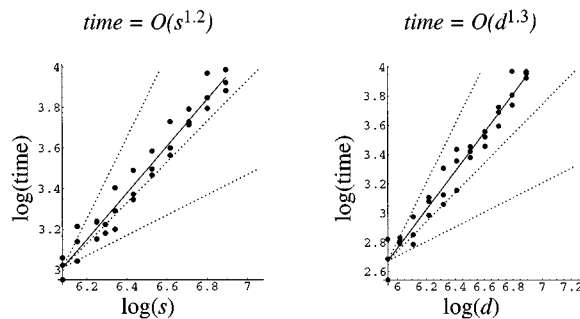 time = O(s^1.2)
4
3.8
3.6
3.4
3.2
3
log(time)
6.2 6.4 6.6 6.8 7
log(s)
time = O(d^1.3)
4
3.8
3.6
3.4
3.2
3
2.8
2.6
log(time)
6 6.2 6.4 6.6 6.8 7 7.2
log(d)